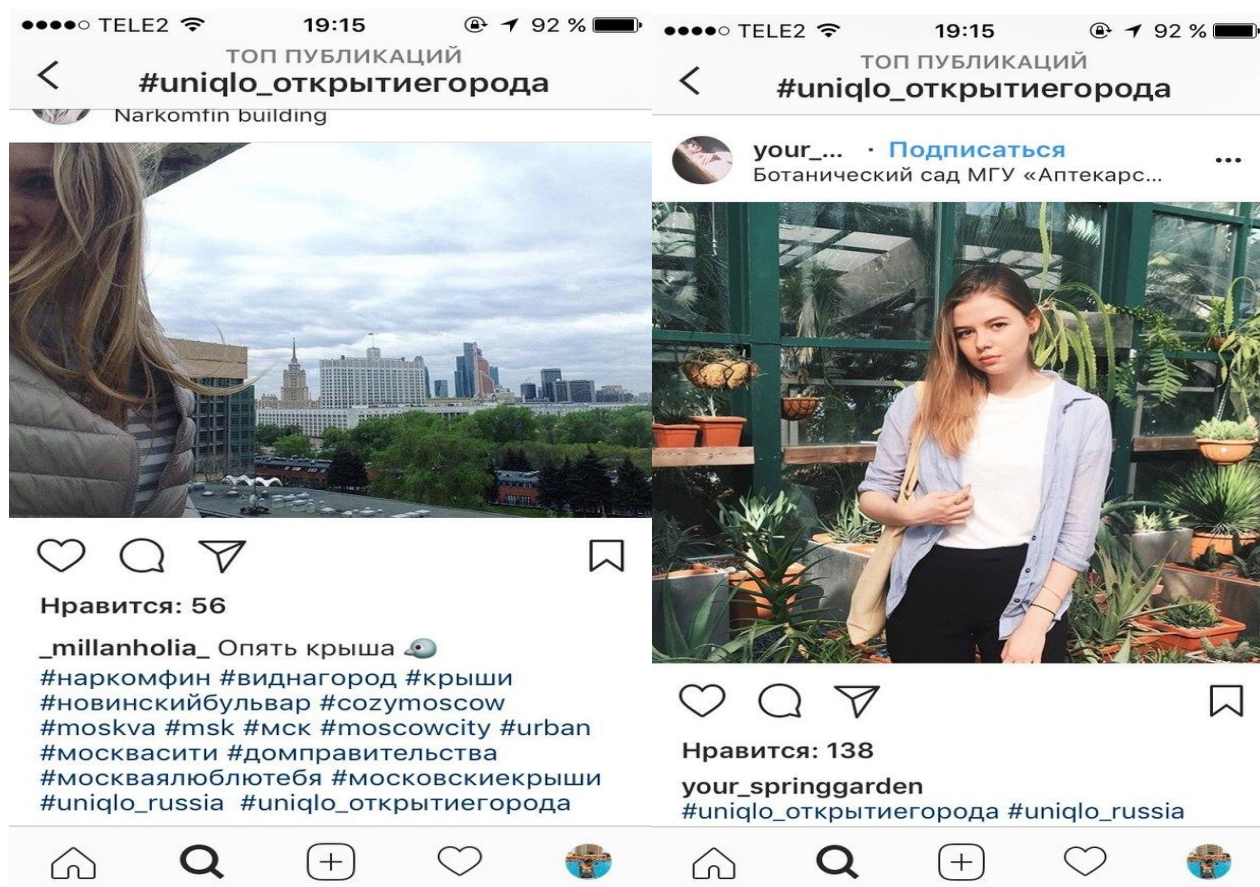 TELE2 19:15 92 %
ТОП ПУБЛИКАЦИЙ
#uniqlo_открытиегорода
Narkomfin building
Нравится: 56
_millanholia_ Опять крыша
#наркомфин #виднагород #крыши
#новинскийбульвар #cozymoscow
#moskva #msk #мск #moscowcity #urban
#москвасити #домправительства
#москваялюблютебя #московскиекрыши
#uniqlo_russia #uniqlo_открытиегорода
TELE2 19:15 92 %
ТОП ПУБЛИКАЦИЙ
#uniqlo_открытиегорода
your_... · Подписаться
Ботанический сад МГУ «Аптекарс...
Нравится: 138
your_springgarden
#uniqlo_открытиегорода #uniqlo_russia